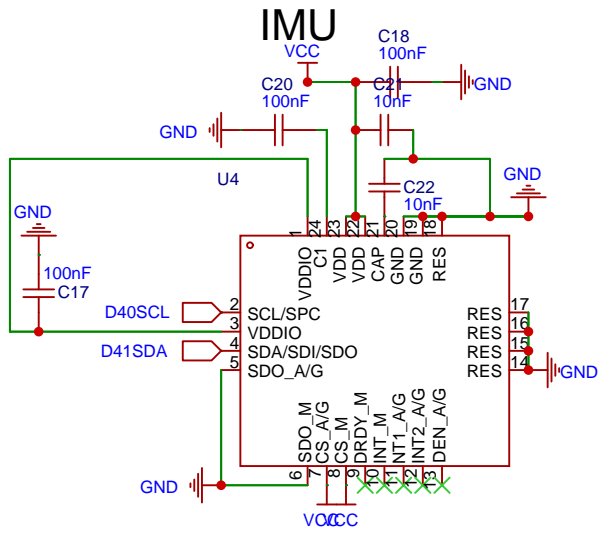 IMU
VCC
C18
100nF
GND
C20
100nF
C21
10nF
GND
U4
C22
10nF
GND
GND
100nF
C17
1
24
23
22
21
20
19
18
VDDIO
C1
VDD
VDD
CAP
GND
GND
RES
D40SCL
2
SCL/SPC
3
VDDIO
D41SDA
4
SDA/SDI/SDO
5
SDO_A/G
RES
17
RES
16
RES
15
RES
14
GND
SDO_M
CS_A/G
CS_M
DRDY_M
INT_M
INT1_A/G
INT2_A/G
DEN_A/G
6
7
8
9
10
11
12
13
GND
VCC
VCC